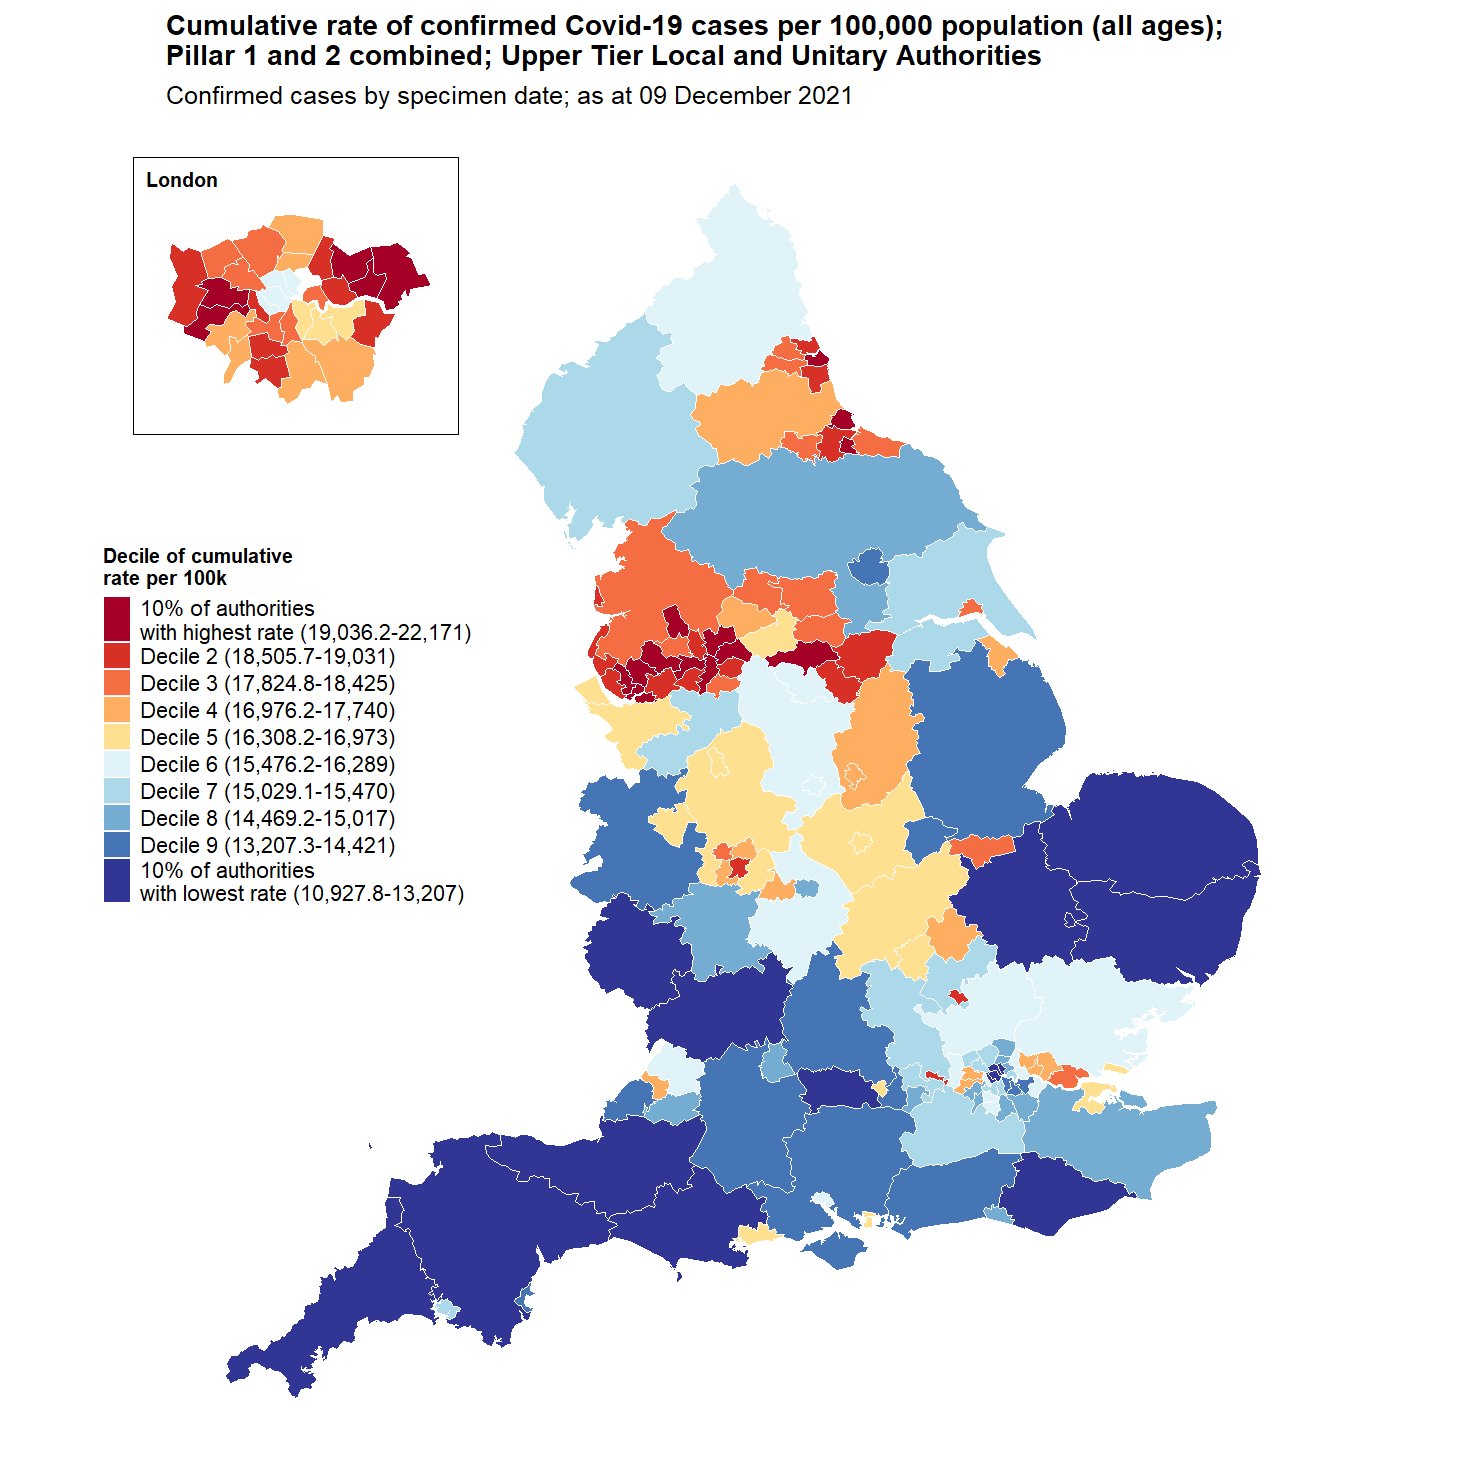 Cumulative rate of confirmed Covid-19 cases per 100,000 population (all ages);
Pillar 1 and 2 combined; Upper Tier Local and Unitary Authorities
Confirmed cases by specimen date; as at 09 December 2021
London
Decile of cumulative
rate per 100k
10% of authorities
with highest rate (19,036.2-22,171)
Decile 2 (18,505.7-19,031)
Decile 3 (17,824.8-18,425)
Decile 4 (16,976.2-17,740)
Decile 5 (16,308.2-16,973)
Decile 6 (15,476.2-16,289)
Decile 7 (15,029.1-15,470)
Decile 8 (14,469.2-15,017)
Decile 9 (13,207.3-14,421)
10% of authorities
with lowest rate (10,927.8-13,207)